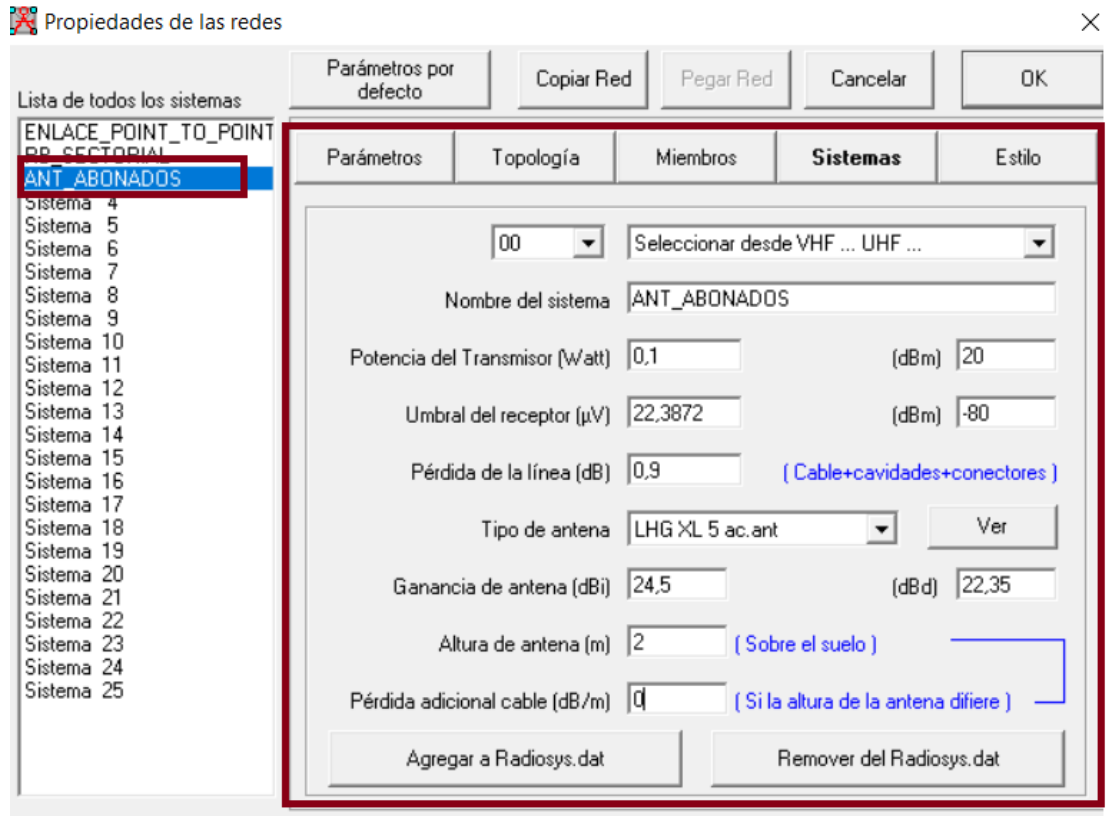 Propiedades de las redes
Parámetros por
defecto
Copiar Red
Pegar Red
Cancelar
OK
Lista de todos los sistemas
ENLACE_POINT_TO_POINT
RB_SECTORIAL
ANT_ABONADOS
Sistema 4
Sistema 5
Sistema 6
Sistema 7
Sistema 8
Sistema 9
Sistema 10
Sistema 11
Sistema 12
Sistema 13
Sistema 14
Sistema 15
Sistema 16
Sistema 17
Sistema 18
Sistema 19
Sistema 20
Sistema 21
Sistema 22
Sistema 23
Sistema 24
Sistema 25
Parámetros
Topología
Miembros
Sistemas
Estilo
00
Seleccionar desde VHF ... UHF ...
Nombre del sistema ANT_ABONADOS
Potencia del Transmisor (Watt) 0,1 (dBm) 20
Umbral del receptor (µV) 22,3872 (dBm) -80
Pérdida de la línea (dB) 0,9 ( Cable+cavidades+conectores )
Tipo de antena LHG XL 5 ac.ant Ver
Ganancia de antena (dBi) 24,5 (dBd) 22,35
Altura de antena (m) 2 ( Sobre el suelo )
Pérdida adicional cable (dB/m) 0 ( Si la altura de la antena difiere )
Agregar a Radiosys.dat
Remover del Radiosys.dat